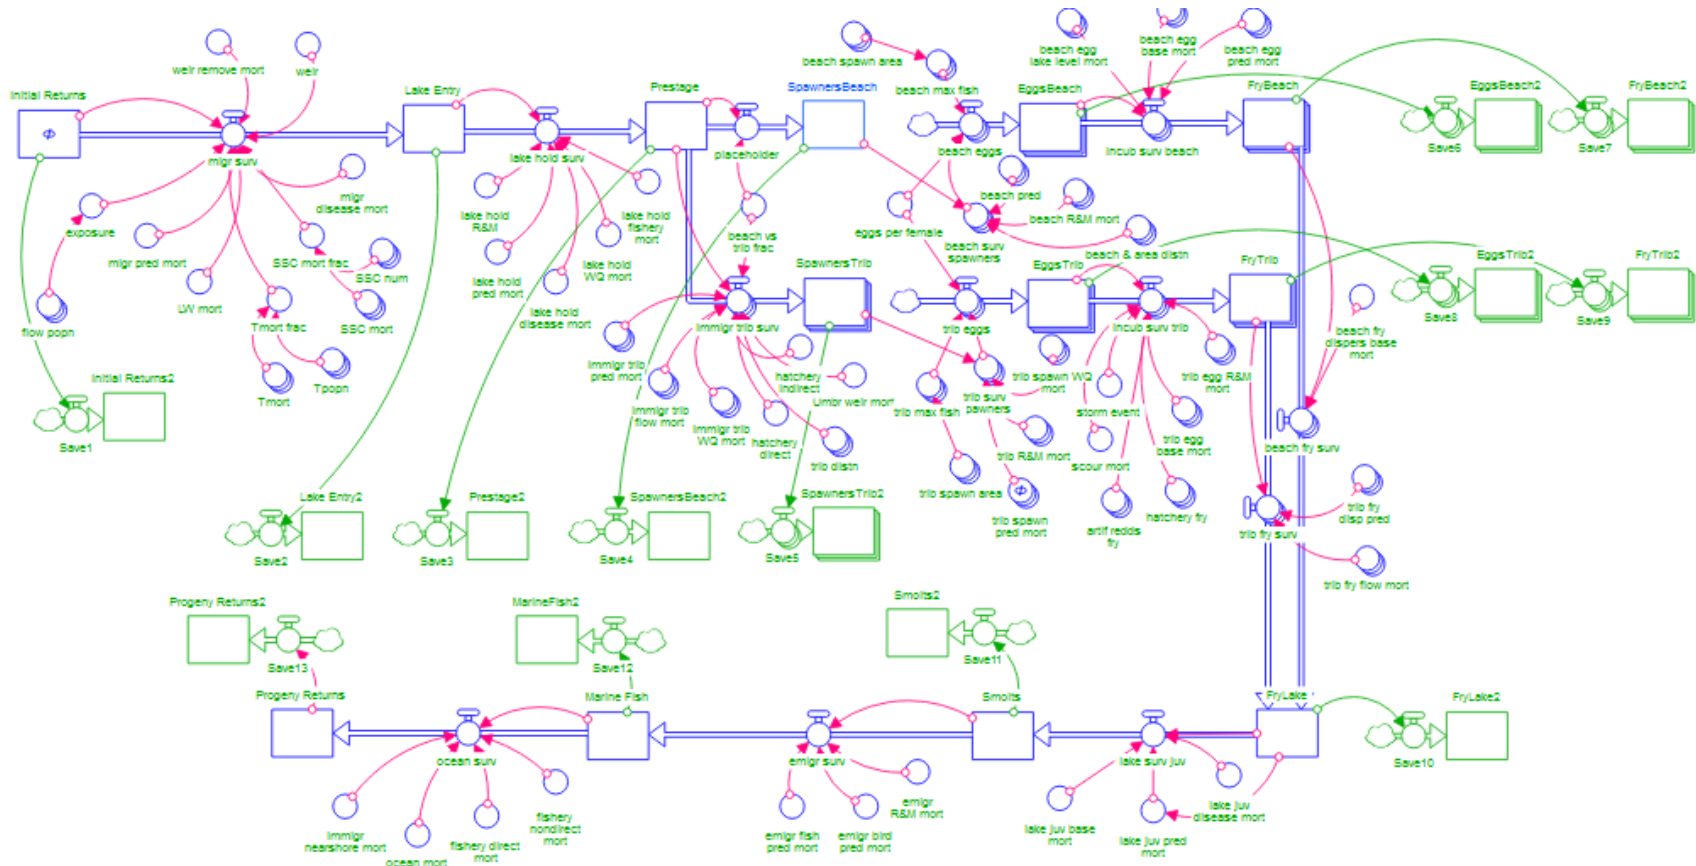 weir remove mort
weir
Initial Returns
Φ
migr surv
Lake Entry
lake hold surv
Prestage
placeholder
SpawnersBeach
beach spawn area
beach max fish
beach egg
lake level mort
beach egg
base mort
beach egg
pred mort
EggsBeach
FryBeach
beach eggs
incub surv beach
EggsBeach2
Save6
FryBeach2
Save7
exposure
flow popn
migr pred mort
LW mort
migr
disease mort
SSC mort frac
SSC num
SSC mort
Tmort frac
Tmort
Tpopn
lake hold
R&M
lake hold
pred mort
lake hold
disease mort
lake hold
WQ mort
lake hold
fishery
mort
beach vs
trib frac
eggs per female
beach pred
beach R&M mort
beach surv
spawners
beach & area distn
SpawnersTrib
immigr trib surv
immigr trib
pred mort
immigr trib
flow mort
immigr trib
WQ mort
hatchery
indirect
Umbr weir mort
hatchery
direct
trib distn
trib eggs
EggsTrib
incub surv trib
FryTrib
EggsTrib2
Save8
FryTrib2
Save9
trib max fish
trib surv
pawners
trib spawn WQ
mort
trib R&M mort
trib spawn area
Φ
trib spawn
pred mort
storm event
scour mort
artif redds
fry
hatchery fry
trib egg
base mort
trib egg R&M
mort
beach fry
dispers base
mort
beach fry surv
trib fry
disp pred
trib fry surv
trib fry flow mort
Initial Returns2
Save1
Lake Entry2
Save2
Prestage2
Save3
SpawnersBeach2
Save4
SpawnersTrib2
Save5
Progeny Returns2
Save13
MarineFish2
Save12
Smolts2
Save11
Progeny Returns
ocean surv
Marine Fish
emigr surv
Smolts
lake surv juv
FryLake
FryLake2
Save10
immigr
nearshore mort
ocean mort
fishery direct
mort
fishery
nondirect
mort
emigr fish
pred mort
emigr bird
pred mort
emigr
R&M mort
lake juv base
mort
lake juv pred
mort
lake juv
disease mort